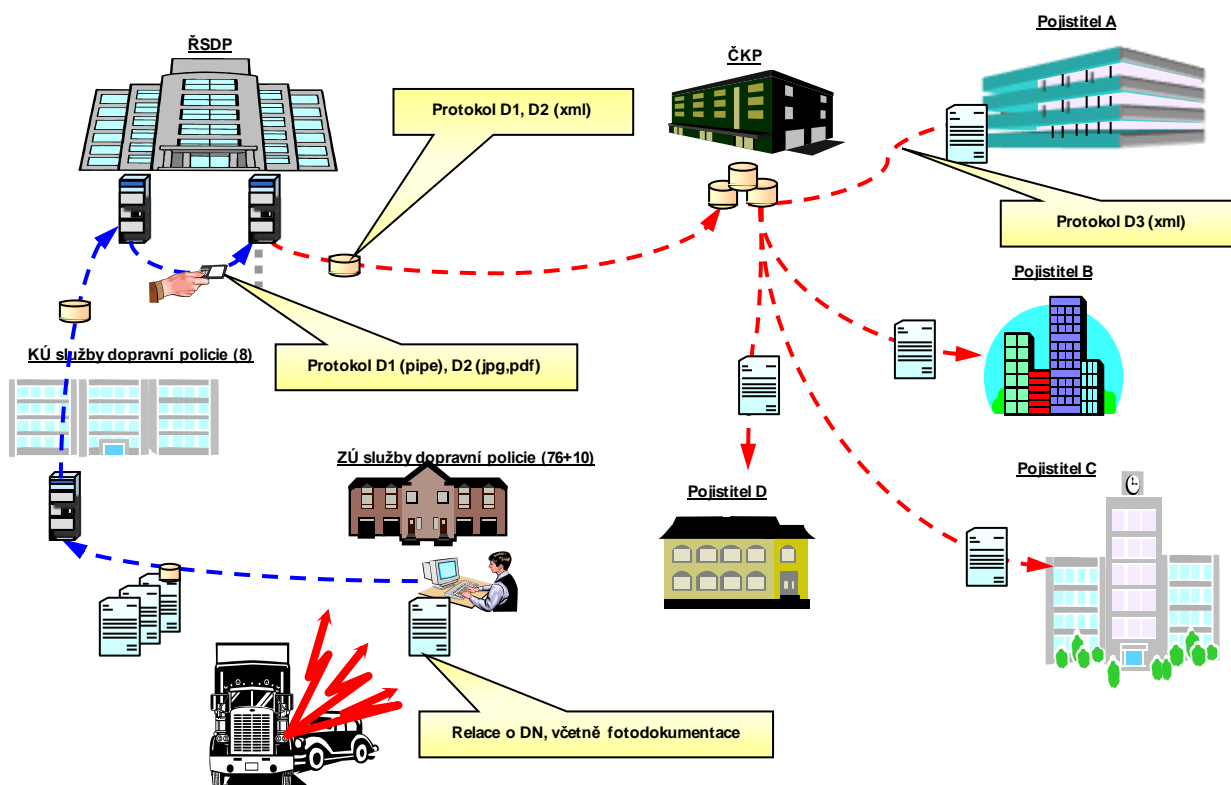 Pojistitel A
ŘSDP
ČKP
Protokol D1, D2 (xml)
Protokol D3 (xml)
Pojistitel B
KÚ služby dopravní policie (8)
Protokol D1 (pipe), D2 (jpg,pdf)
ZÚ služby dopravní policie (76+10)
Pojistitel D
Pojistitel C
Relace o DN, včetně fotodokumentace